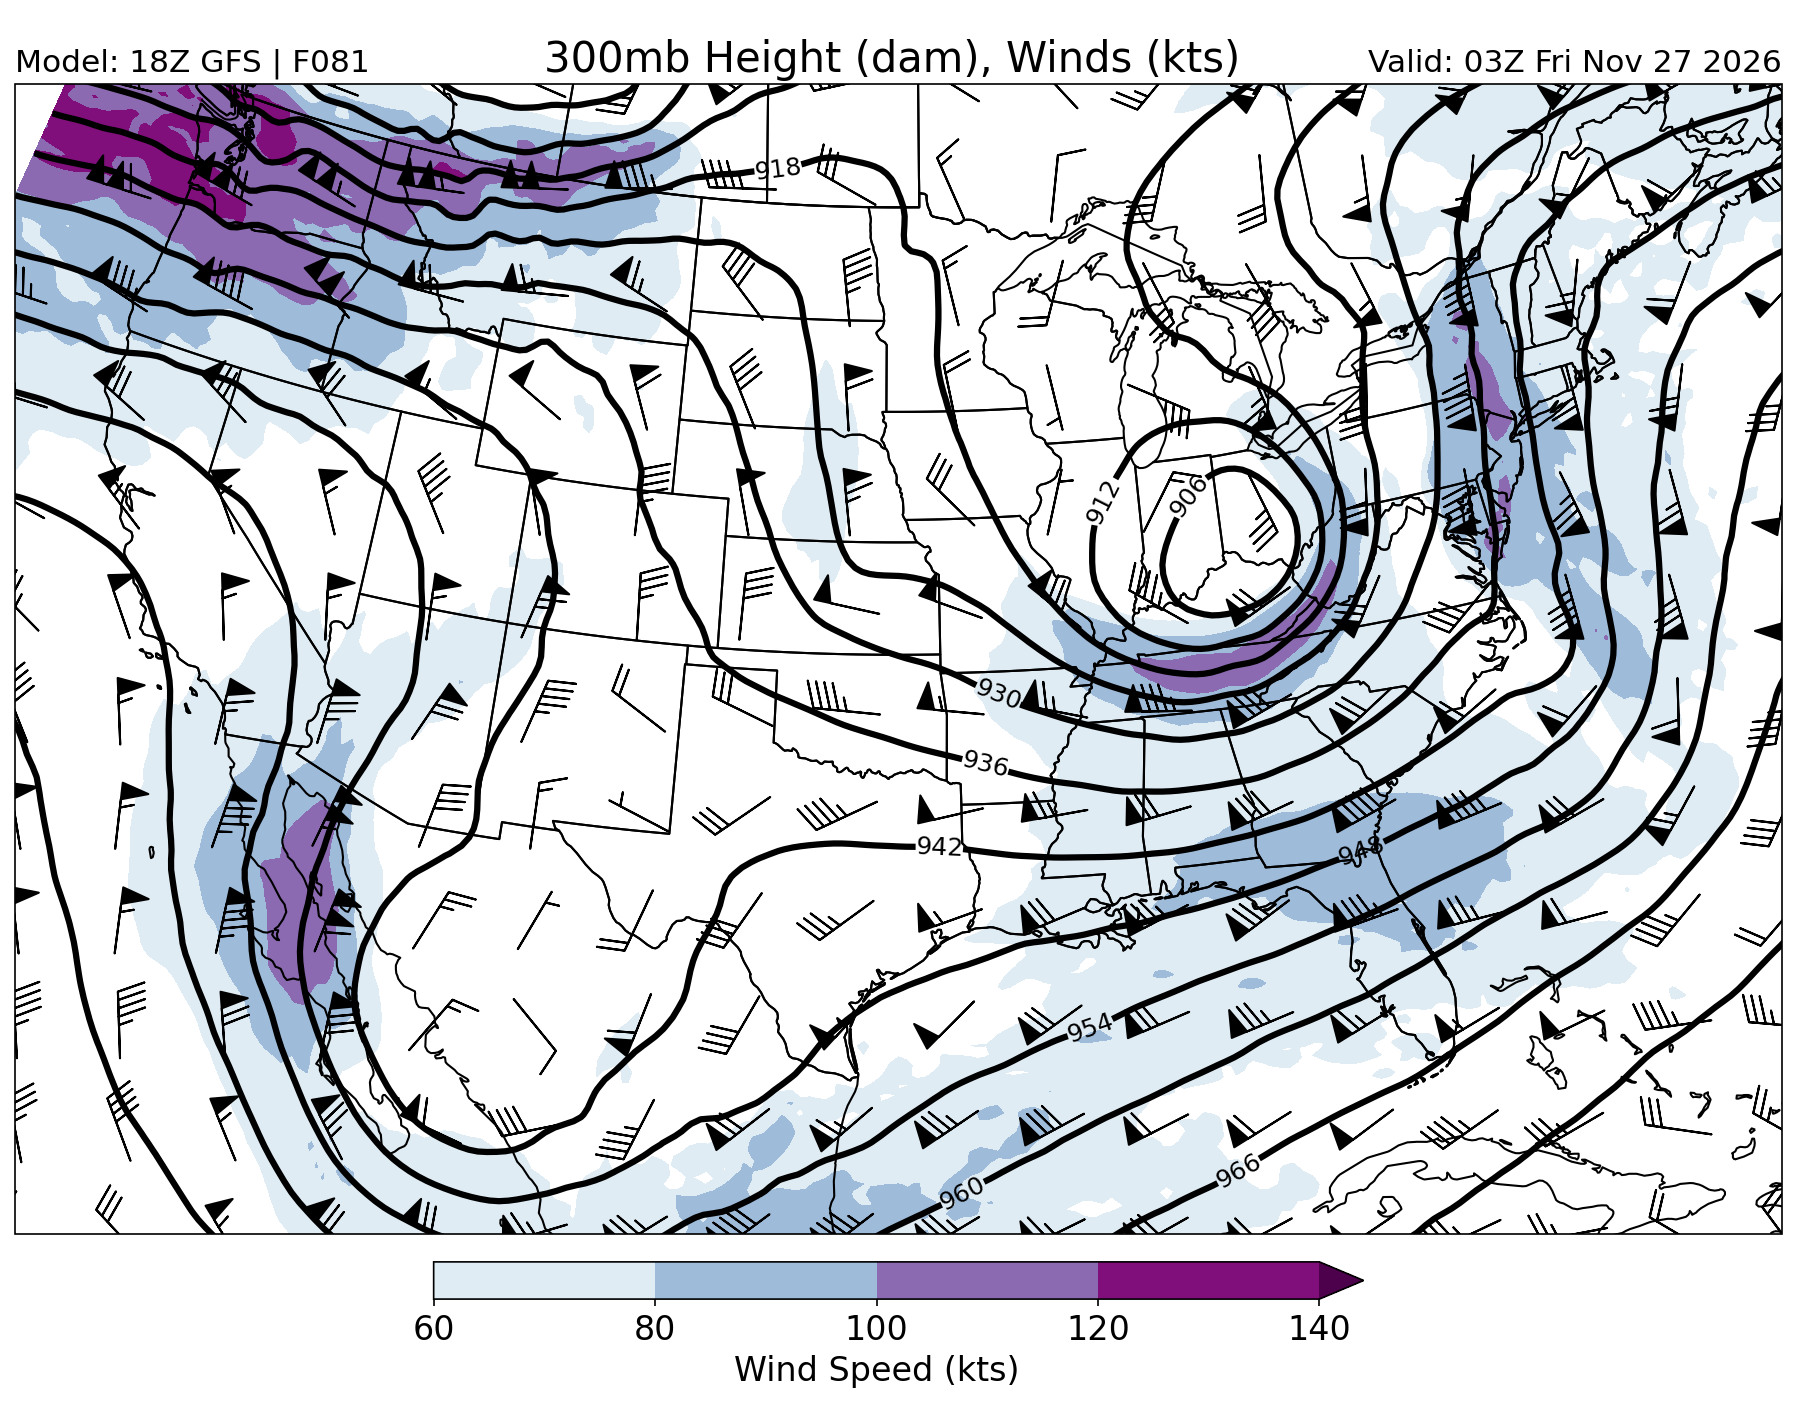 Model: 18Z GFS | F081
300mb Height (dam), Winds (kts)
Valid: 03Z Fri Nov 27 2026
918
912
906
930
936
942
948
954
960
966
60 80 100 120 140
Wind Speed (kts)